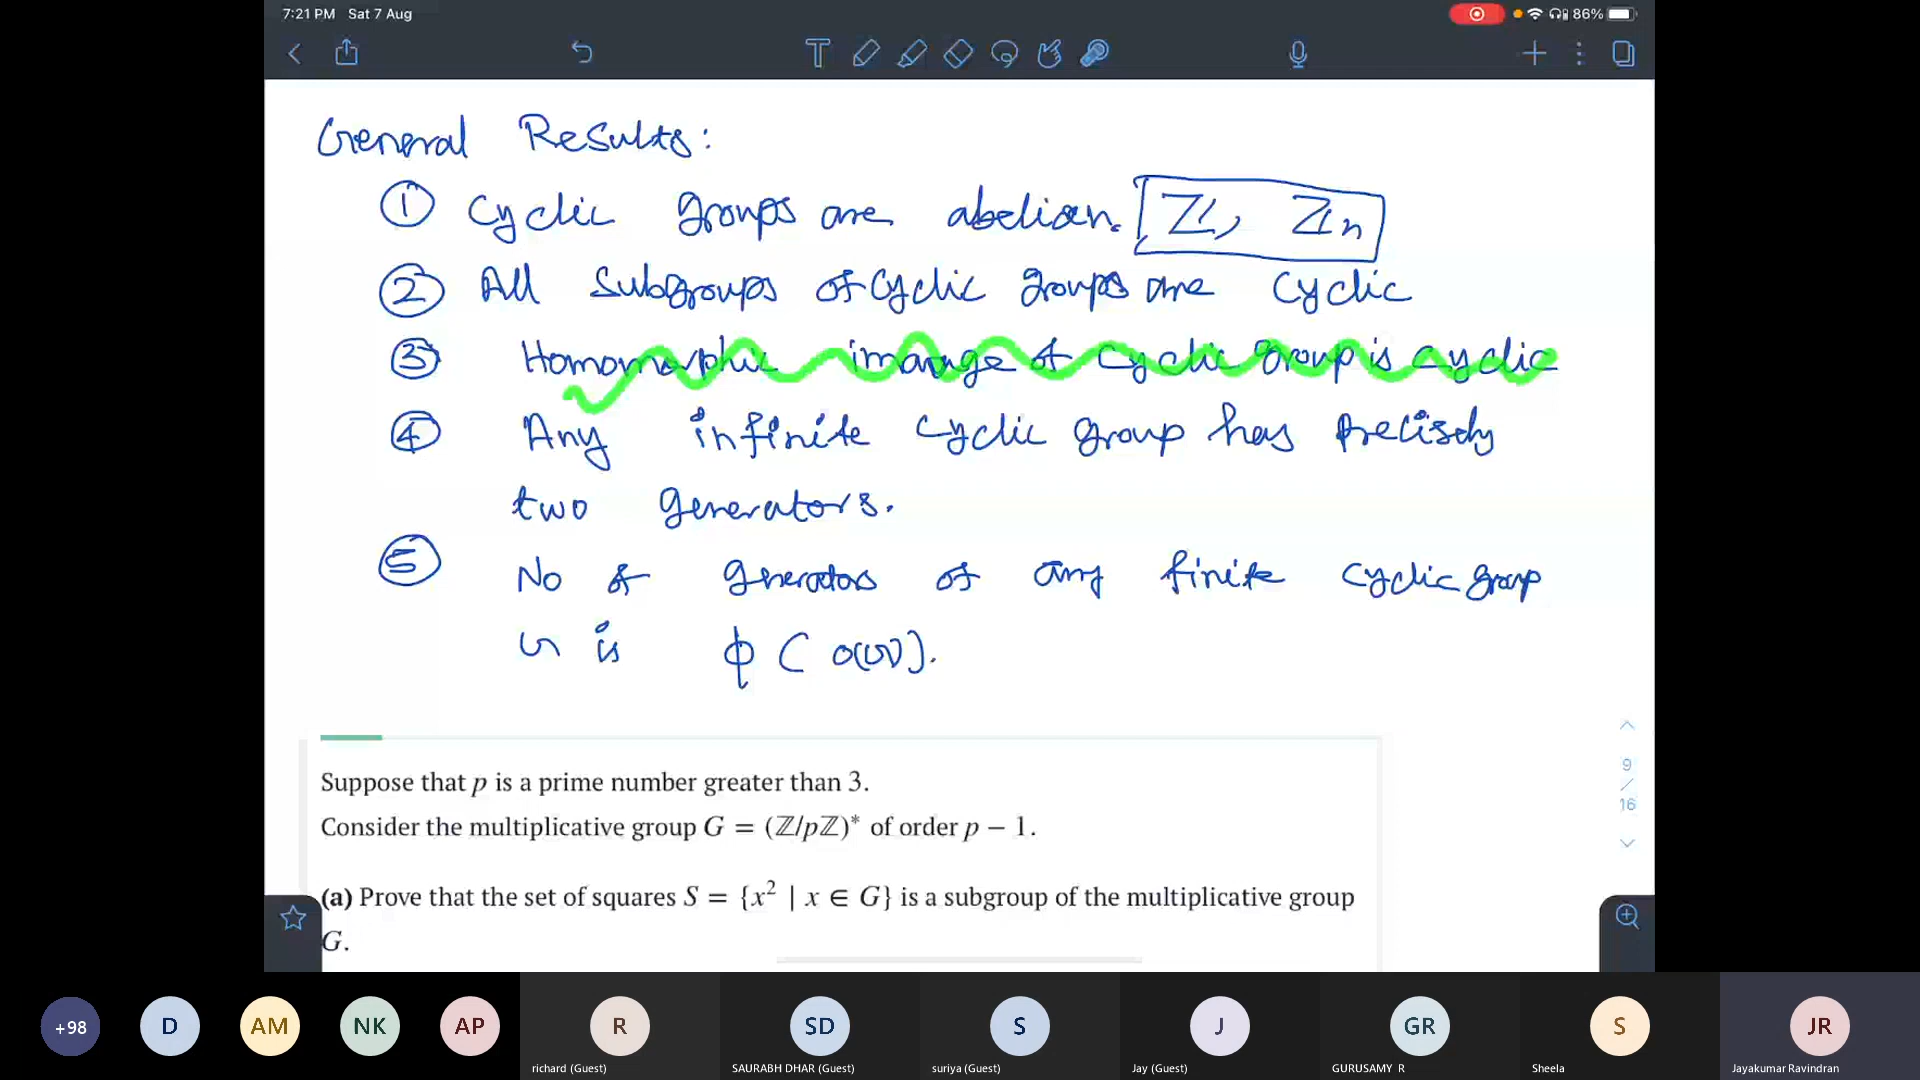 7:21 PM Sat 7 Aug
86%
General Results:
① Cyclic groups are abelian. ℤ, ℤn
② All Subgroups of Cyclic groups are cyclic
③ Homomorphic imange of Cyclic group is cyclic
④ Any infinite cyclic group has precisely
two generators.
⑤ No of generators of any finite cyclic group
G is ϕ ( o(G)).
Suppose that p is a prime number greater than 3.
Consider the multiplicative group G = (ℤ/pℤ)* of order p − 1.
(a) Prove that the set of squares S = {x² | x ∈ G} is a subgroup of the multiplicative group
G.
9
/
16
+98 D AM NK AP R SD S J GR S JR
richard (Guest) SAURABH DHAR (Guest) suriya (Guest) Jay (Guest) GURUSAMY R Sheela Jayakumar Ravindran